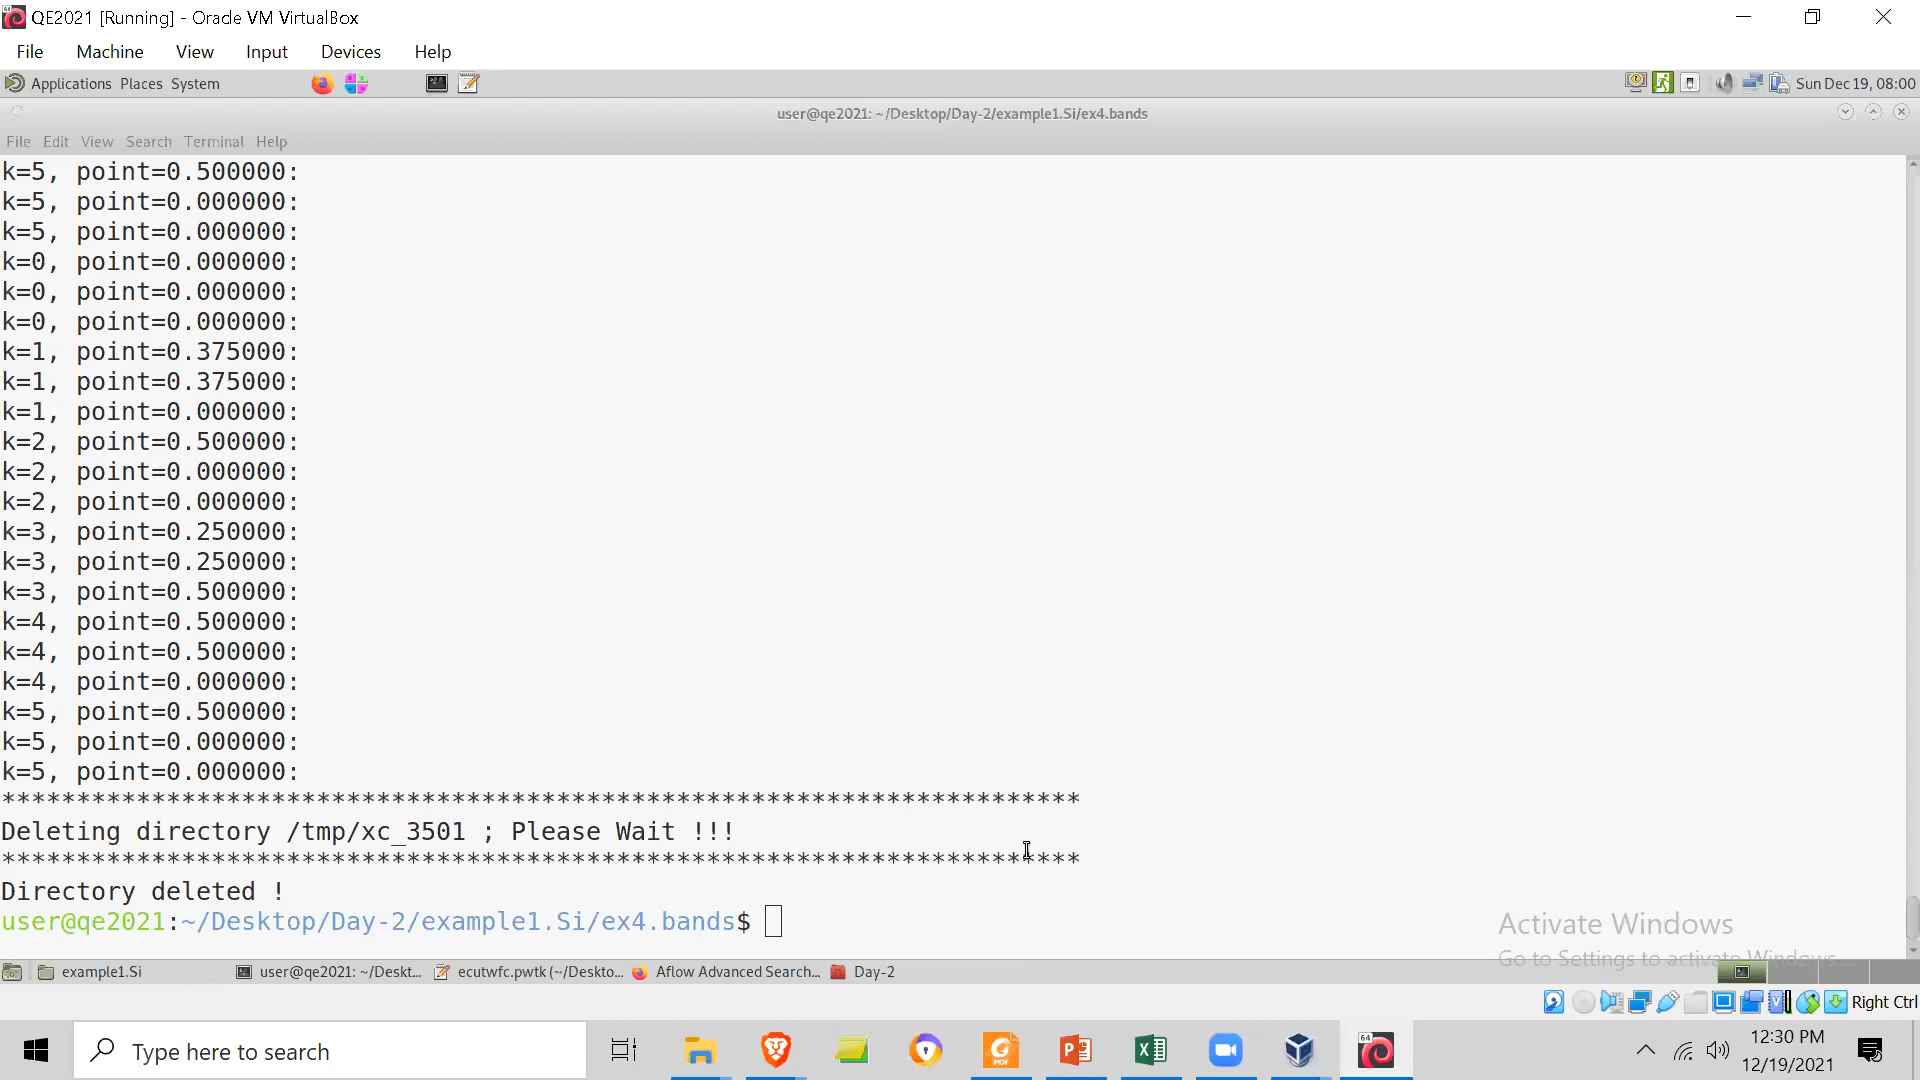 QE2021 [Running] - Oracle VM VirtualBox
File Machine View Input Devices Help
Applications Places System
Sun Dec 19, 08:00
user@qe2021: ~/Desktop/Day-2/example1.Si/ex4.bands
File Edit View Search Terminal Help
k=5, point=0.500000:
k=5, point=0.000000:
k=5, point=0.000000:
k=0, point=0.000000:
k=0, point=0.000000:
k=0, point=0.000000:
k=1, point=0.375000:
k=1, point=0.375000:
k=1, point=0.000000:
k=2, point=0.500000:
k=2, point=0.000000:
k=2, point=0.000000:
k=3, point=0.250000:
k=3, point=0.250000:
k=3, point=0.500000:
k=4, point=0.500000:
k=4, point=0.500000:
k=4, point=0.000000:
k=5, point=0.500000:
k=5, point=0.000000:
k=5, point=0.000000:
************************************************************************
Deleting directory /tmp/xc_3501 ; Please Wait !!!
************************************************************************
Directory deleted !
user@qe2021:~/Desktop/Day-2/example1.Si/ex4.bands$
Activate Windows
Go to Settings to activate Windows.
example1.Si user@qe2021: ~/Deskt... ecutwfc.pwtk (~/Deskto... Aflow Advanced Search... Day-2
Right Ctrl
Type here to search
64
12:30 PM
12/19/2021